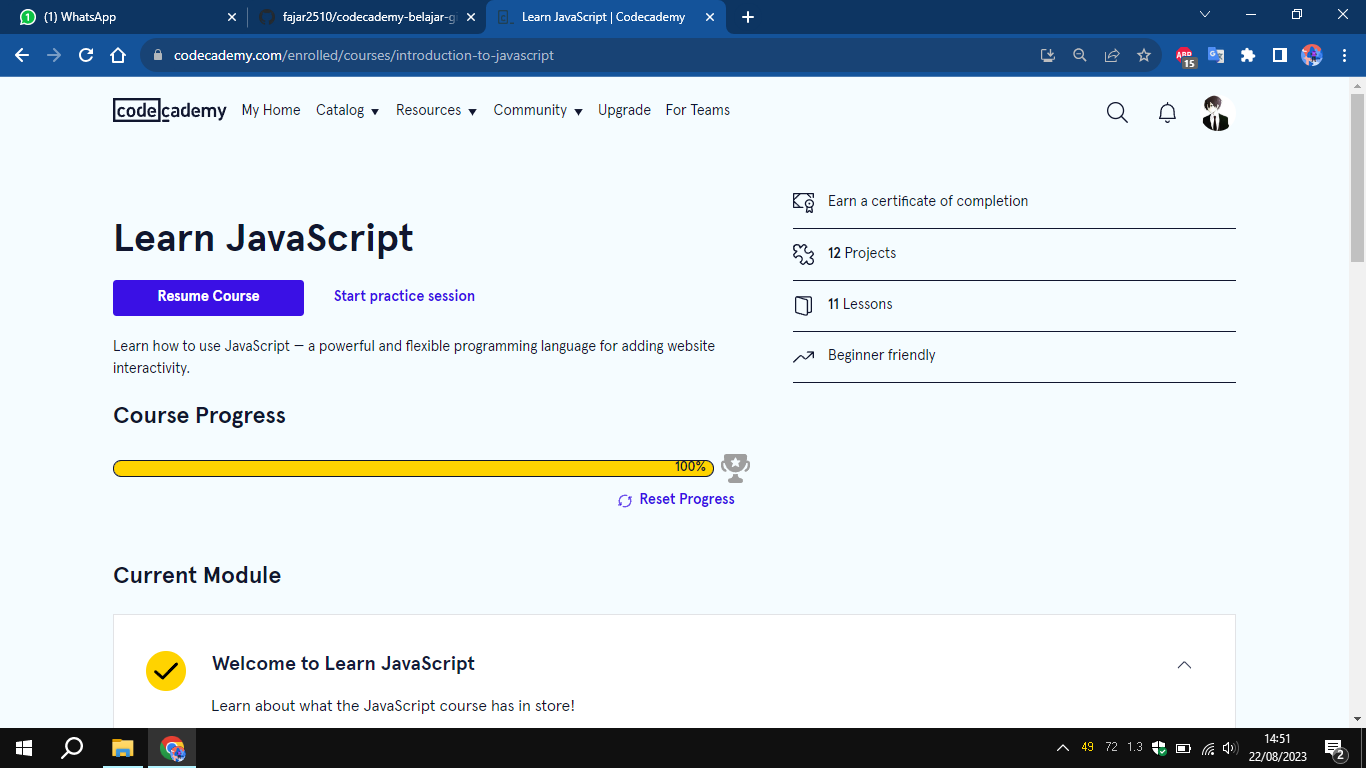 (1) WhatsApp
fajar2510/codecademy-belajar-gi
Learn JavaScript | Codecademy
codecademy.com/enrolled/courses/introduction-to-javascript
15
codecademy My Home Catalog Resources Community Upgrade For Teams
Learn JavaScript
Resume Course Start practice session
Learn how to use JavaScript — a powerful and flexible programming language for adding website
interactivity.
Earn a certificate of completion
12 Projects
11 Lessons
Beginner friendly
Course Progress
100%
Reset Progress
Current Module
Welcome to Learn JavaScript
Learn about what the JavaScript course has in store!
49 72 1.3
14:51
22/08/2023
2